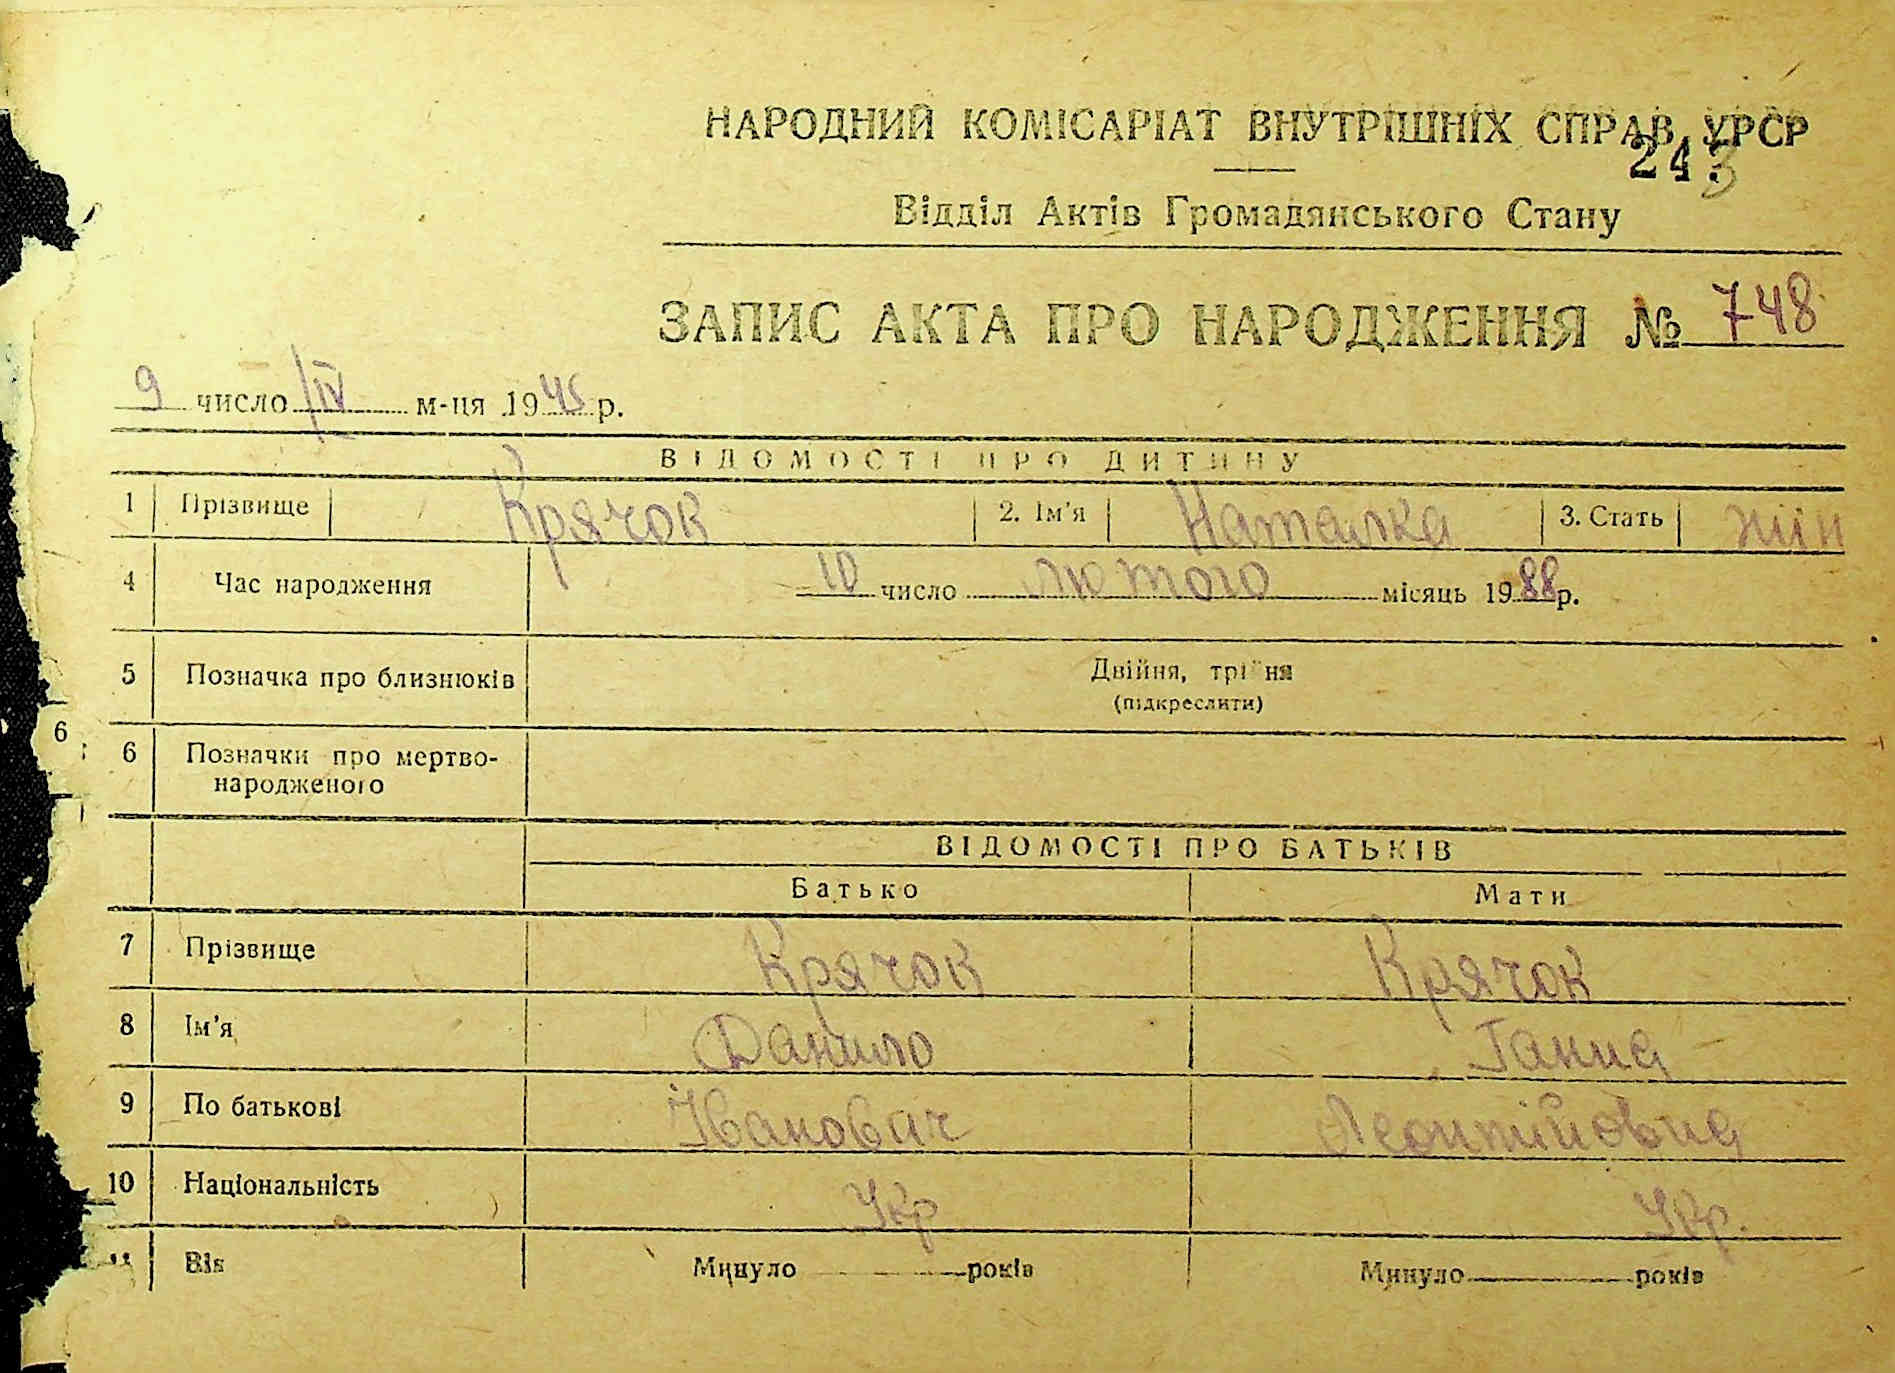 НАРОДНИЙ КОМІСАРІАТ ВНУТРІШНІХ СПРАВ УРСР
243
Відділ Актів Громадянського Стану
ЗАПИС АКТА ПРО НАРОДЖЕННЯ № 748
9 число IV м-ця 1945 р.
ВІДОМОСТІ ПРО ДИТИНУ
1 Прізвище Крячок 2. Ім'я Наталка 3. Стать жін
4 Час народження 10 число лютого місяць 1988 р.
5 Позначка про близнюків Двійня, трійня
(підкреслити)
6
6 Позначки про мертво-
народженого
ВІДОМОСТІ ПРО БАТЬКІВ
Батько Мати
7 Прізвище Крячок Крячок
8 Ім'я Данило Ганна
9 По батькові Іванович Леонтійовна
10 Національність Укр Укр.
11 Вік Минуло років Минуло років